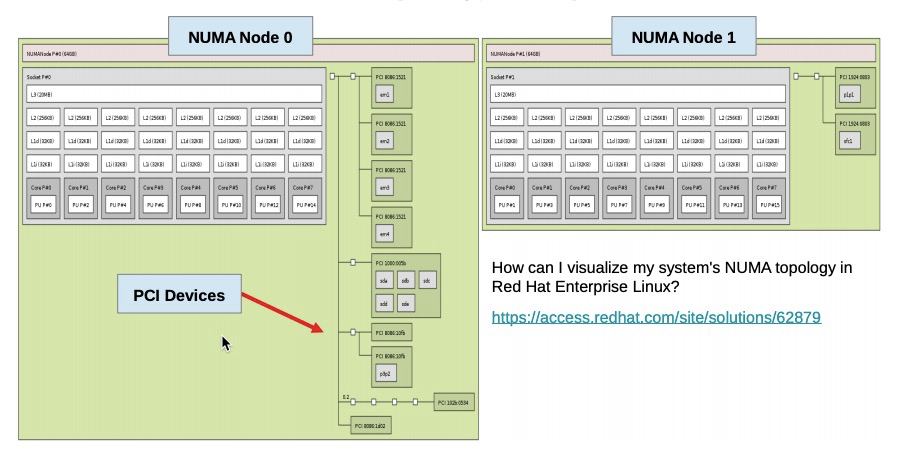 NUMA Node 0
NUMANode P#0 (64GB)
Socket P#0
L3 (20MB)
L2 (256KB) L2 (256KB) L2 (256KB) L2 (256KB) L2 (256KB) L2 (256KB) L2 (256KB) L2 (256KB)
L1d (32KB) L1d (32KB) L1d (32KB) L1d (32KB) L1d (32KB) L1d (32KB) L1d (32KB) L1d (32KB)
L1i (32KB) L1i (32KB) L1i (32KB) L1i (32KB) L1i (32KB) L1i (32KB) L1i (32KB) L1i (32KB)
Core P#0 Core P#1 Core P#2 Core P#3 Core P#4 Core P#5 Core P#6 Core P#7
PU P#0 PU P#2 PU P#4 PU P#6 PU P#8 PU P#10 PU P#12 PU P#14
PCI 8086:1521
em1
PCI 8086:1521
em2
PCI 8086:1521
em3
PCI 8086:1521
em4
PCI 1000:005b
sda sdb sdc
sdd sde
PCI 8086:10fb
PCI 8086:10fb
p3p2
0.2
PCI 102b:0534
PCI 8086:1d02
PCI Devices
NUMA Node 1
NUMANode P#1 (64GB)
Socket P#1
L3 (20MB)
L2 (256KB) L2 (256KB) L2 (256KB) L2 (256KB) L2 (256KB) L2 (256KB) L2 (256KB) L2 (256KB)
L1d (32KB) L1d (32KB) L1d (32KB) L1d (32KB) L1d (32KB) L1d (32KB) L1d (32KB) L1d (32KB)
L1i (32KB) L1i (32KB) L1i (32KB) L1i (32KB) L1i (32KB) L1i (32KB) L1i (32KB) L1i (32KB)
Core P#0 Core P#1 Core P#2 Core P#3 Core P#4 Core P#5 Core P#6 Core P#7
PU P#1 PU P#3 PU P#5 PU P#7 PU P#9 PU P#11 PU P#13 PU P#15
PCI 1924:0803
p1p1
PCI 1924:0803
How can I visualize my system's NUMA topology in
Red Hat Enterprise Linux?
https://access.redhat.com/site/solutions/62879